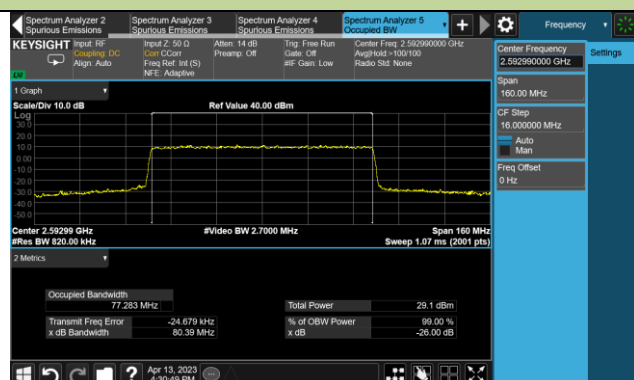 Spectrum Analyzer 2
Spurious Emissions
Spectrum Analyzer 3
Spurious Emissions
Spectrum Analyzer 4
Spurious Emissions
Spectrum Analyzer 5
Occupied BW
Frequency
KEYSIGHT
Input: RF
Coupling: DC
Align: Auto
Input Z: 50 Ω
Corr CCorr
Freq Ref: Int (S)
NFE: Adaptive
Atten: 14 dB
Preamp: Off
Trig: Free Run
Gate: Off
#IF Gain: Low
Center Freq: 2.592990000 GHz
Avg|Hold:>100/100
Radio Std: None
Center Frequency
2.592990000 GHz
Settings
Span
160.00 MHz
CF Step
16.000000 MHz
Auto
Man
Freq Offset
0 Hz
1 Graph
Scale/Div 10.0 dB
Ref Value 40.00 dBm
Log
30.0
20.0
10.0
0.00
-10.0
-20.0
-30.0
-40.0
-50.0
Center 2.59299 GHz
#Video BW 2.7000 MHz
Span 160 MHz
#Res BW 820.00 kHz
Sweep 1.07 ms (2001 pts)
2 Metrics
Occupied Bandwidth
77.283 MHz
Total Power 29.1 dBm
Transmit Freq Error -24.679 kHz
% of OBW Power 99.00 %
x dB Bandwidth 80.39 MHz
x dB -26.00 dB
Apr 13, 2023
4:30:49 PM